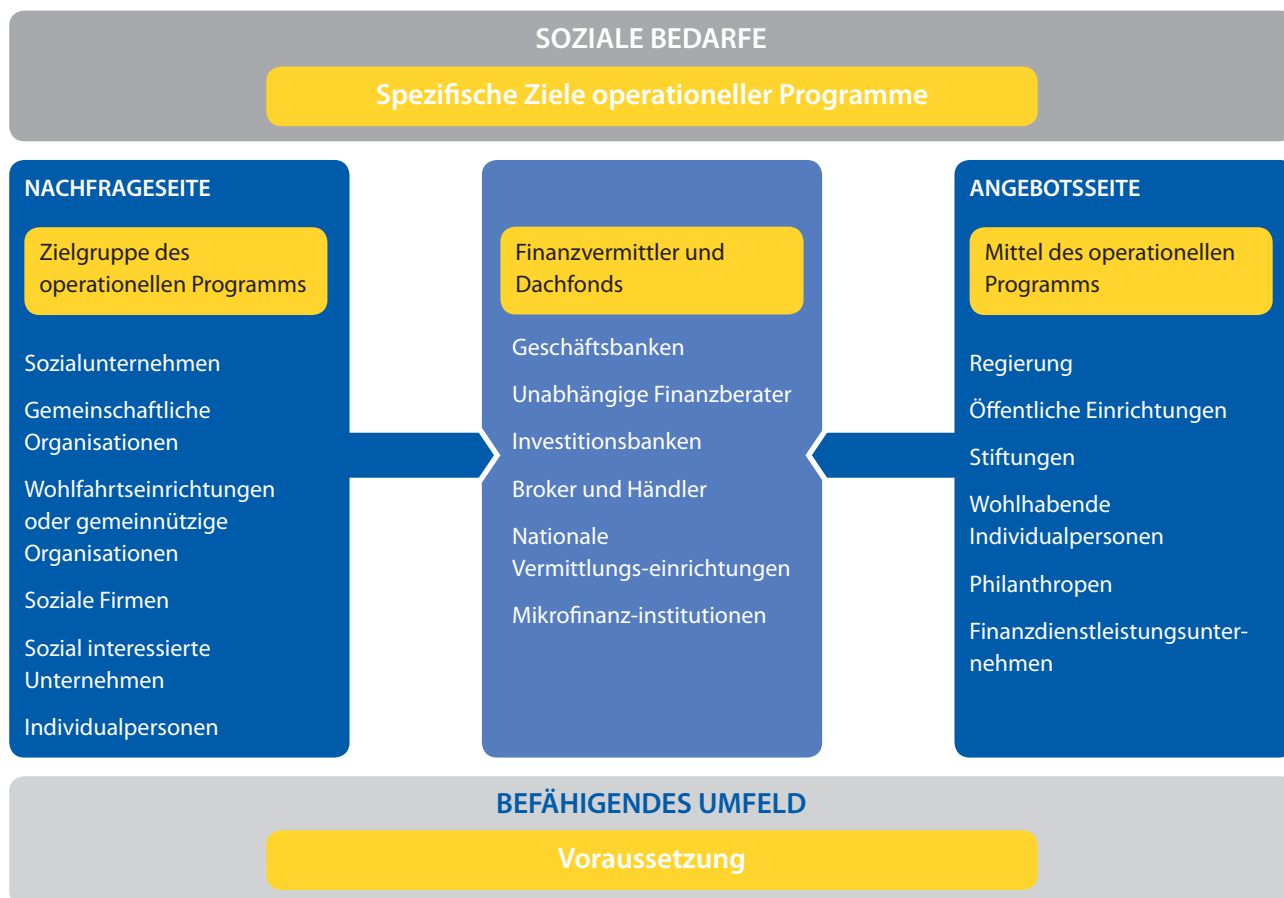 SOZIALE BEDARFE
Spezifische Ziele operationeller Programme
NACHFRAGESEITE
Zielgruppe des
operationellen Programms
Sozialunternehmen
Gemeinschaftliche
Organisationen
Wohlfahrtseinrichtungen
oder gemeinnützige
Organisationen
Soziale Firmen
Sozial interessierte
Unternehmen
Individualpersonen
Finanzvermittler und
Dachfonds
Geschäftsbanken
Unabhängige Finanzberater
Investitionsbanken
Broker und Händler
Nationale
Vermittlungs-einrichtungen
Mikrofinanz-institutionen
ANGEBOTSSEITE
Mittel des operationellen
Programms
Regierung
Öffentliche Einrichtungen
Stiftungen
Wohlhabende
Individualpersonen
Philanthropen
Finanzdienstleistungsunter-
nehmen
BEFÄHIGENDES UMFELD
Voraussetzung